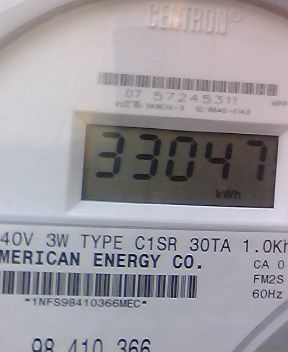 CENTRON®
07 57245311
33047
kWh
40V 3W TYPE C1SR 30TA 1.0Kh
MERICAN ENERGY CO.
CA 0
FM2S
60Hz
*1NFS98410366MEC*
98 410 366